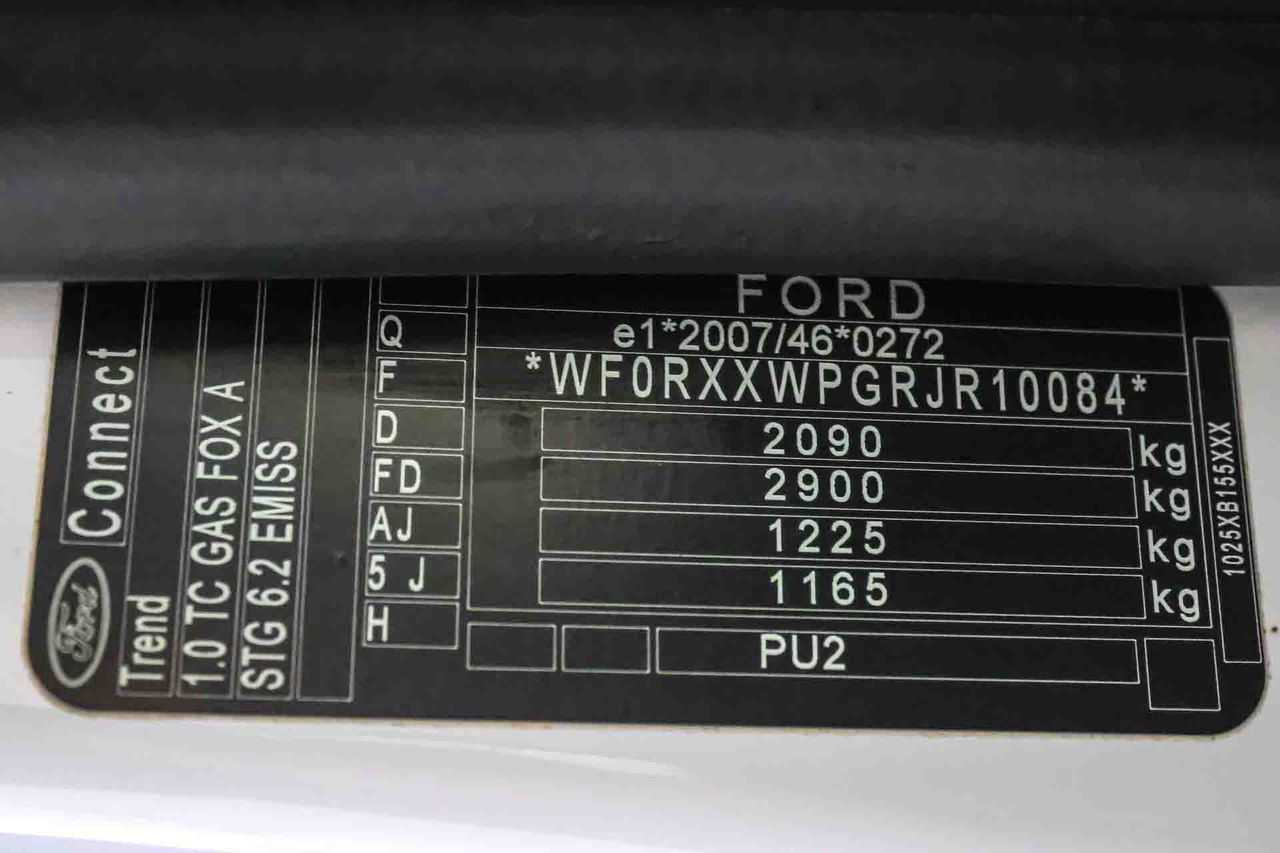 FORD
e1*2007/46*0272
*WF0RXXWPGRJR10084*
2090 kg
2900 kg
1225 kg
1165 kg
PU2
Q
F
D
FD
AJ
5 J
H
Ford
Connect
Trend
1.0 TC GAS FOX A
STG 6.2 EMISS
1025XB155XXX